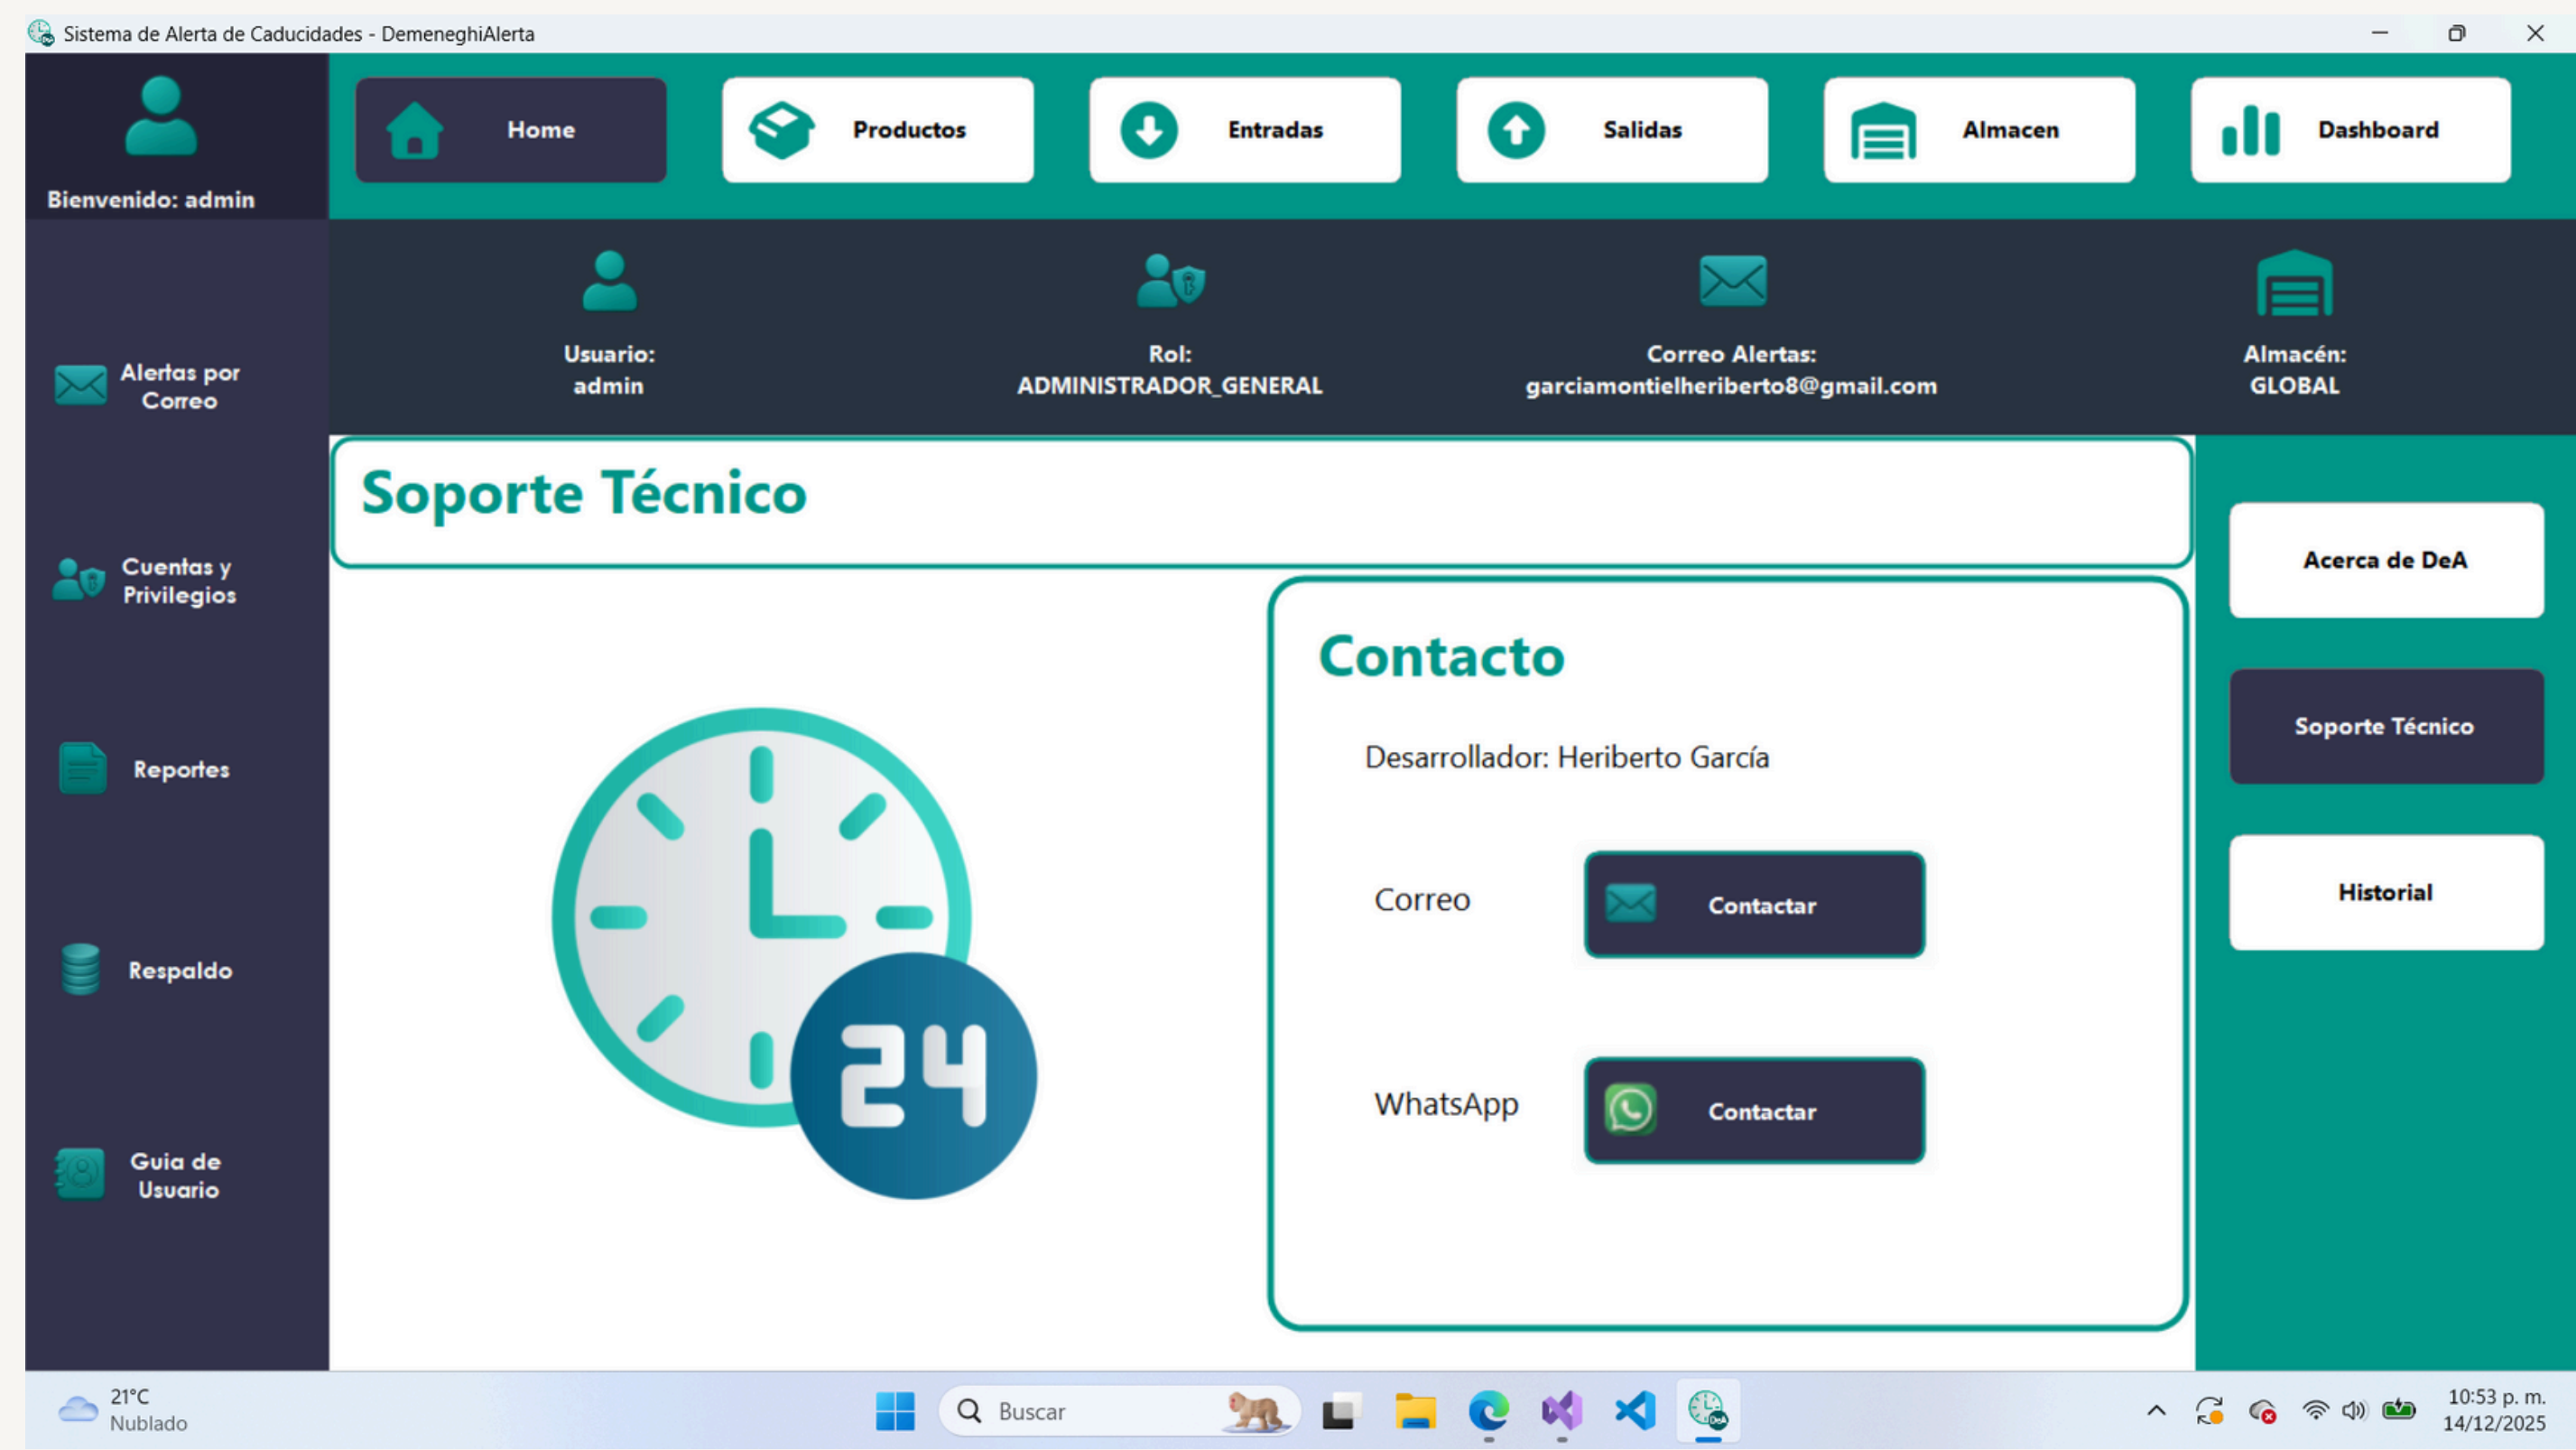 Sistema de Alerta de Caducidades - DemeneghiAlerta
Bienvenido: admin
Home
Productos
Entradas
Salidas
Almacen
Dashboard
Usuario:
admin
Rol:
ADMINISTRADOR_GENERAL
Correo Alertas:
garciamontielheriberto8@gmail.com
Almacén:
GLOBAL
Alertas por
Correo
Cuentas y
Privilegios
Reportes
Respaldo
Guia de
Usuario
Soporte Técnico
Contacto
Desarrollador: Heriberto García
Correo
Contactar
WhatsApp
Contactar
24
Acerca de DeA
Soporte Técnico
Historial
21°C
Nublado
Buscar
DeA
10:53 p. m.
14/12/2025